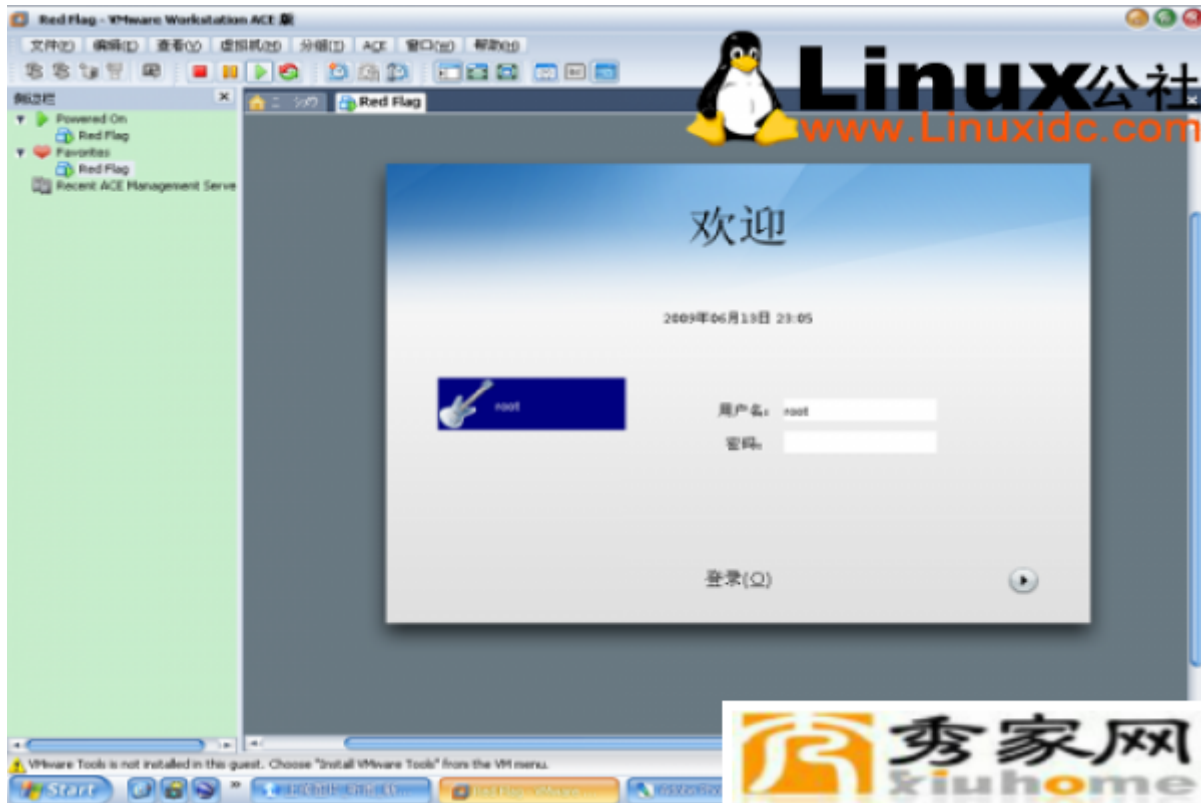 Red Flag - VMware Workstation ACE 版
文件(F) 编辑(E) 查看(V) 虚拟机(M) 分组(T) ACE 窗口(W) 帮助(H)
Linux公社
www.Linuxidc.com
侧边栏
Red Flag
Powered On
Red Flag
Favorites
Red Flag
Recent ACE Management Serve
欢迎
2009年06月13日 23:05
root
用户名: root
密码:
登录(O)
秀家网
Xiuhome
VMware Tools is not installed in this guest. Choose "Install VMware Tools" from the VM menu.
Start
Red Flag - VMware...